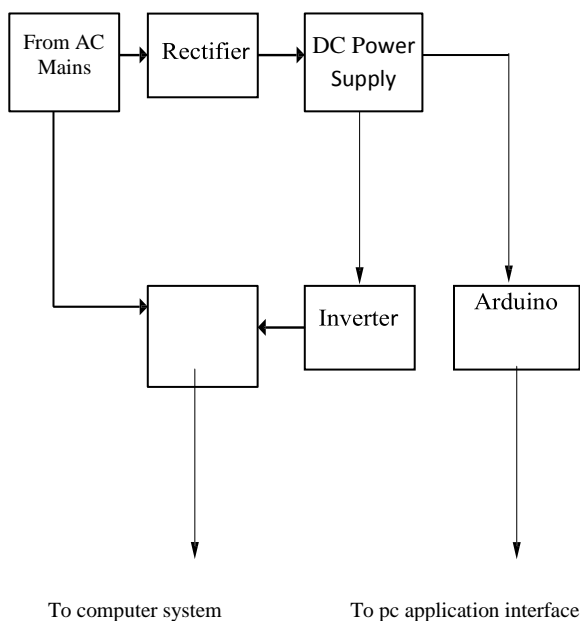 From AC
Mains
Rectifier
DC Power
Supply
Inverter
Arduino
To computer system
To pc application interface